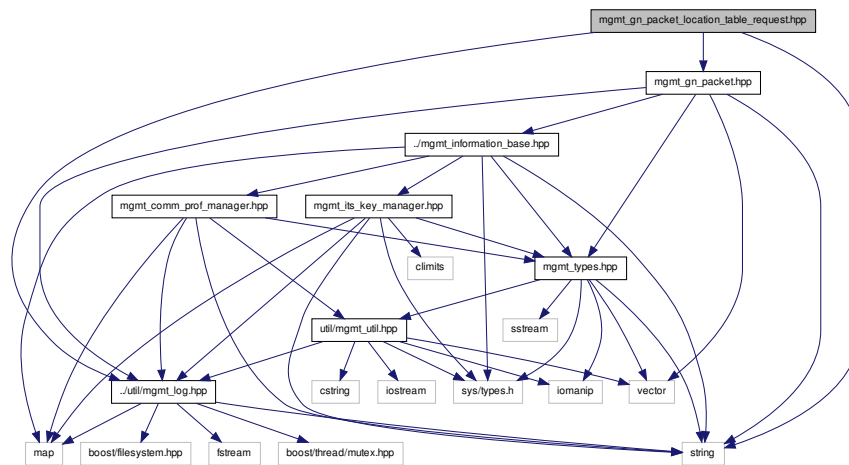 mgmt_gn_packet_location_table_request.hpp
mgmt_gn_packet.hpp
../mgmt_information_base.hpp
mgmt_comm_prof_manager.hpp
mgmt_its_key_manager.hpp
climits
mgmt_types.hpp
util/mgmt_util.hpp
sstream
../util/mgmt_log.hpp
cstring
iostream
sys/types.h
iomanip
vector
map
boost/filesystem.hpp
fstream
boost/thread/mutex.hpp
string